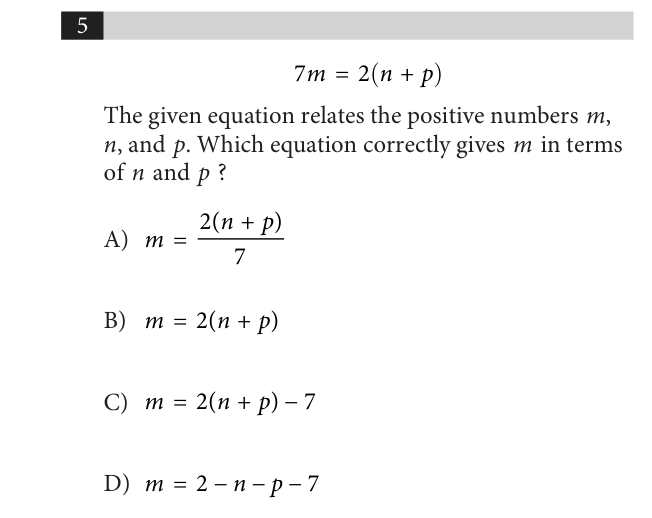 5
7m = 2(n + p)
The given equation relates the positive numbers m,
n, and p. Which equation correctly gives m in terms
of n and p ?
A) m = 2(n + p)
7
B) m = 2(n + p)
C) m = 2(n + p) – 7
D) m = 2 – n – p – 7